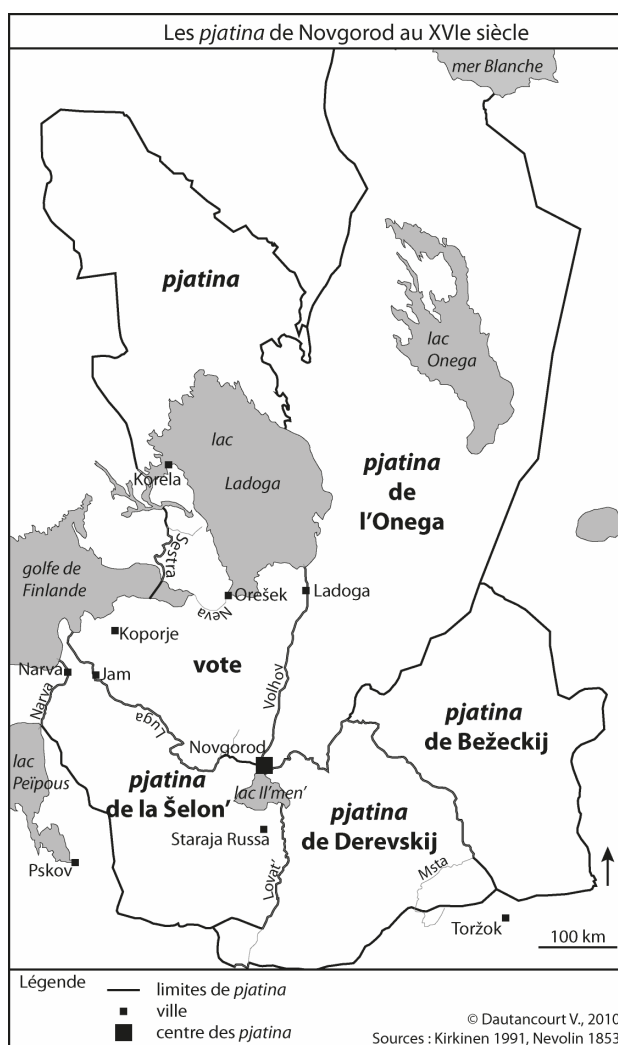 Les pjatina de Novgorod au XVIe siècle
mer Blanche
pjatina
lac
Onega
lac
Ladoga
pjatina
de
l'Onega
Korela
Sestra
golfe de
Finlande
Orešek
Ladoga
Neva
Koporje
vote
Narva
Jam
Volhov
Narva
Luga
pjatina
de Bežeckij
Novgorod
lac
Peïpous
pjatina
de la Šelon'
lac Il'men'
pjatina
de Derevskij
Staraja Russa
Pskov
Lovat'
Msta
Toržok
100 km
Légende
limites de pjatina
ville
centre des pjatina
© Dautancourt V., 2010
Sources : Kirkinen 1991, Nevolin 1853